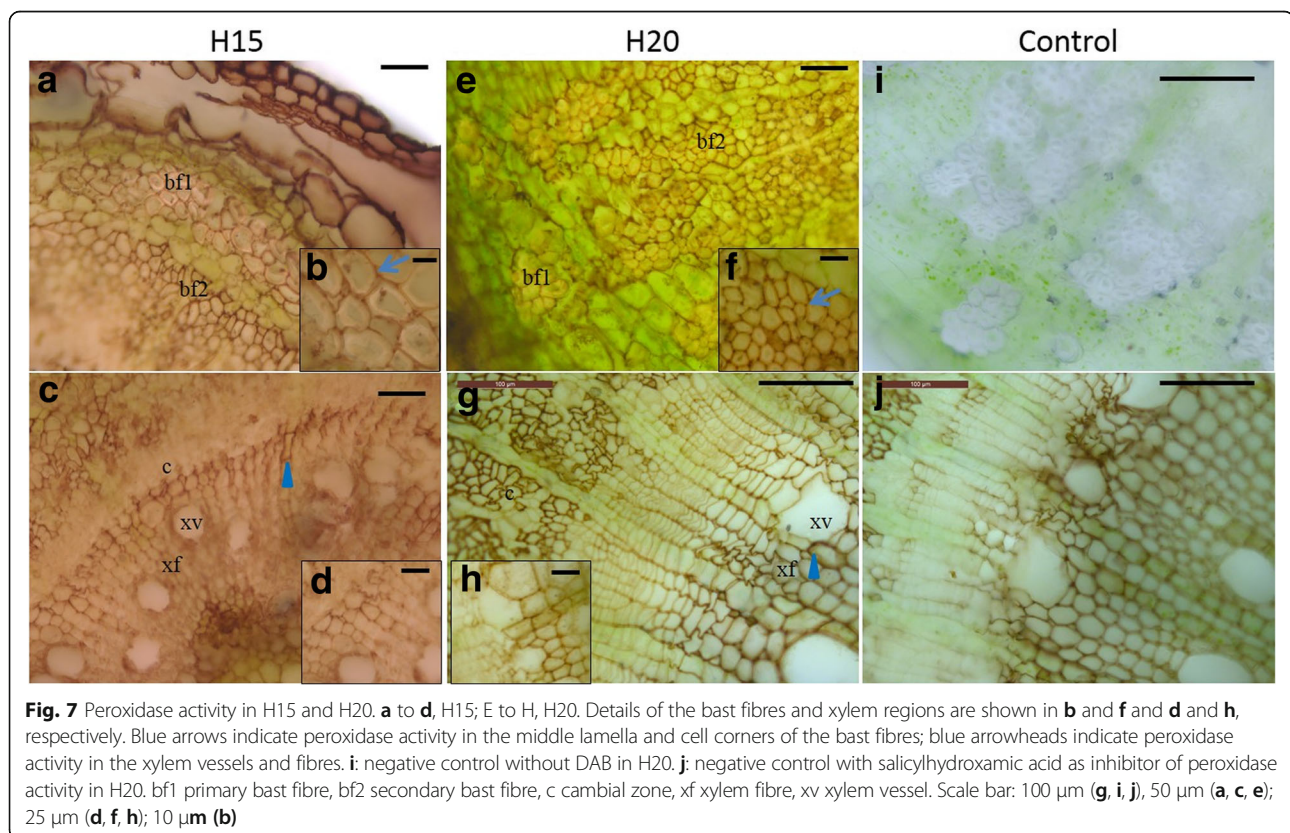 H15 H20 Control
a e i
bf1 bf2
bf2 b bf1 f
c g 100 µm j 100 µm
c c
xv xv
xf d h xf
Fig. 7 Peroxidase activity in H15 and H20. a to d, H15; E to H, H20. Details of the bast fibres and xylem regions are shown in b and f and d and h,
respectively. Blue arrows indicate peroxidase activity in the middle lamella and cell corners of the bast fibres; blue arrowheads indicate peroxidase
activity in the xylem vessels and fibres. i: negative control without DAB in H20. j: negative control with salicylhydroxamic acid as inhibitor of peroxidase
activity in H20. bf1 primary bast fibre, bf2 secondary bast fibre, c cambial zone, xf xylem fibre, xv xylem vessel. Scale bar: 100 µm (g, i, j), 50 µm (a, c, e);
25 µm (d, f, h); 10 µm (b)